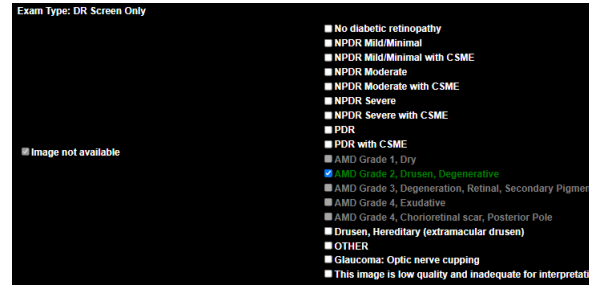 Exam Type: DR Screen Only
No diabetic retinopathy
NPDR Mild/Minimal
NPDR Mild/Minimal with CSME
NPDR Moderate
NPDR Moderate with CSME
NPDR Severe
NPDR Severe with CSME
PDR
PDR with CSME
Image not available
AMD Grade 1, Dry
AMD Grade 2, Drusen, Degenerative
AMD Grade 3, Degeneration, Retinal, Secondary Pigmen
AMD Grade 4, Exudative
AMD Grade 4, Chorioretinal scar, Posterior Pole
Drusen, Hereditary (extramacular drusen)
OTHER
Glaucoma: Optic nerve cupping
This image is low quality and inadequate for interpretati